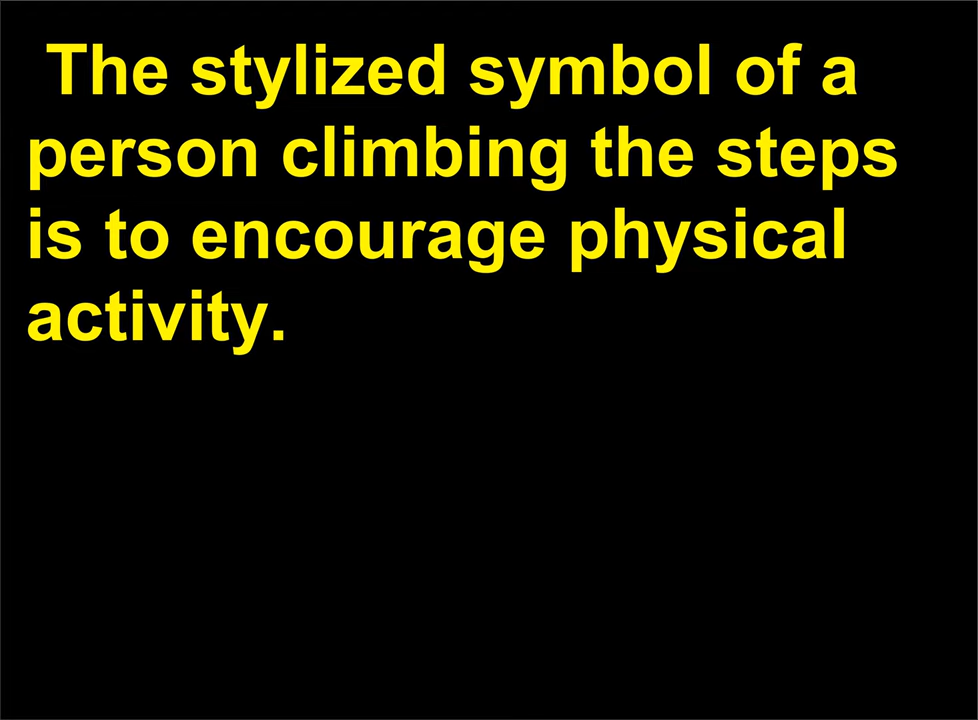 The stylized symbol of a
person climbing the steps
is to encourage physical
activity.